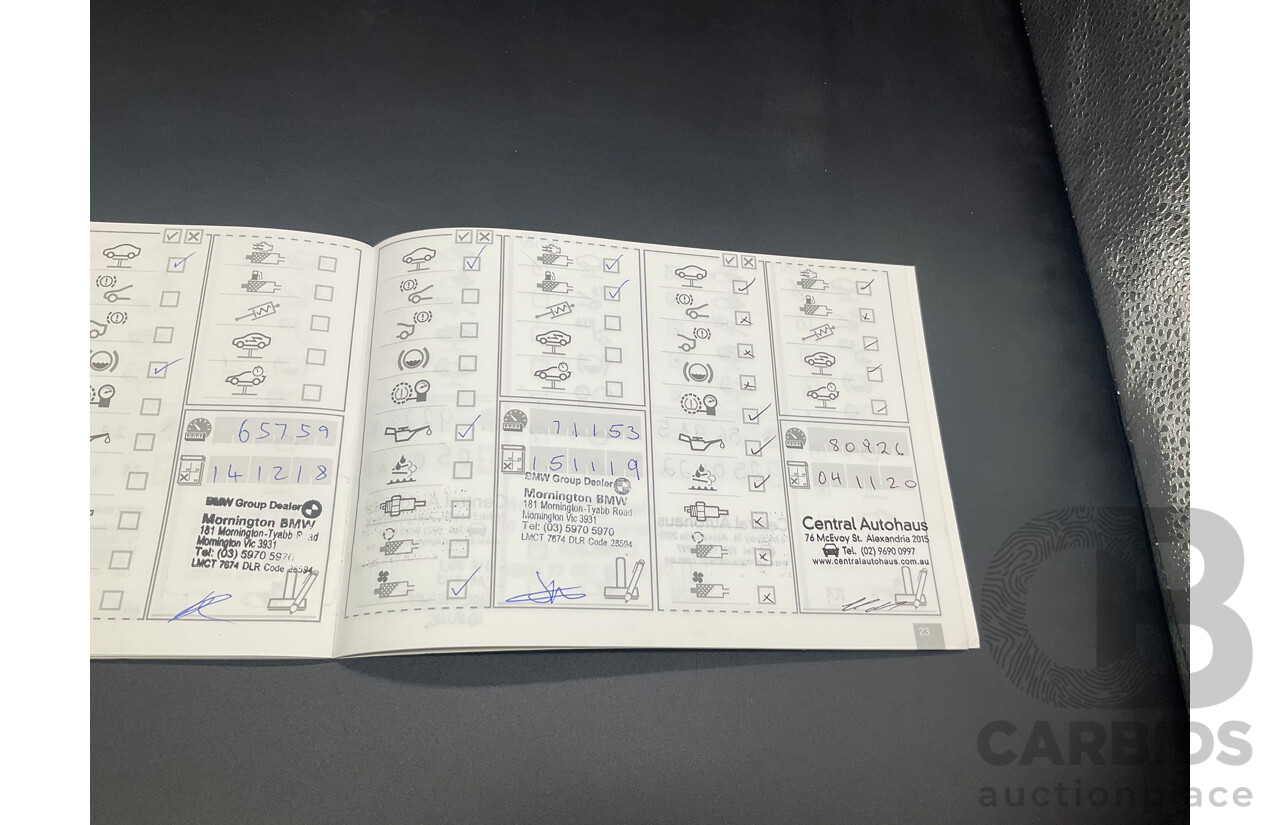 65759
141218
BMW Group Dealer
Mornington BMW
181 Mornington-Tyabb Road
Mornington Vic 3931
Tel: (03) 5970 5970
LMCT 7674 DLR Code 28594
71153
151119
BMW Group Dealer
Mornington BMW
181 Mornington-Tyabb Road
Mornington Vic 3931
Tel: (03) 5970 5970
LMCT 7674 DLR Code 28594
80826
041120
Central Autohaus
76 McEvoy St. Alexandria 2015
Tel. (02) 9690 0997
www.centralautohaus.com.au
23
CB
CARBIDS
auctionplace